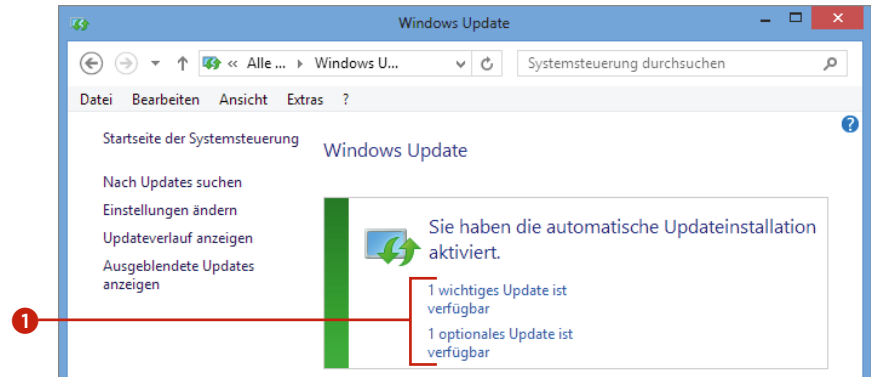 Windows Update
« Alle ... ▸ Windows U...
Systemsteuerung durchsuchen
Datei Bearbeiten Ansicht Extras ?
?
Startseite der Systemsteuerung
Windows Update
Nach Updates suchen
Einstellungen ändern
Updateverlauf anzeigen
Ausgeblendete Updates
anzeigen
Sie haben die automatische Updateinstallation
aktiviert.
1 wichtiges Update ist
verfügbar
1 optionales Update ist
verfügbar
1